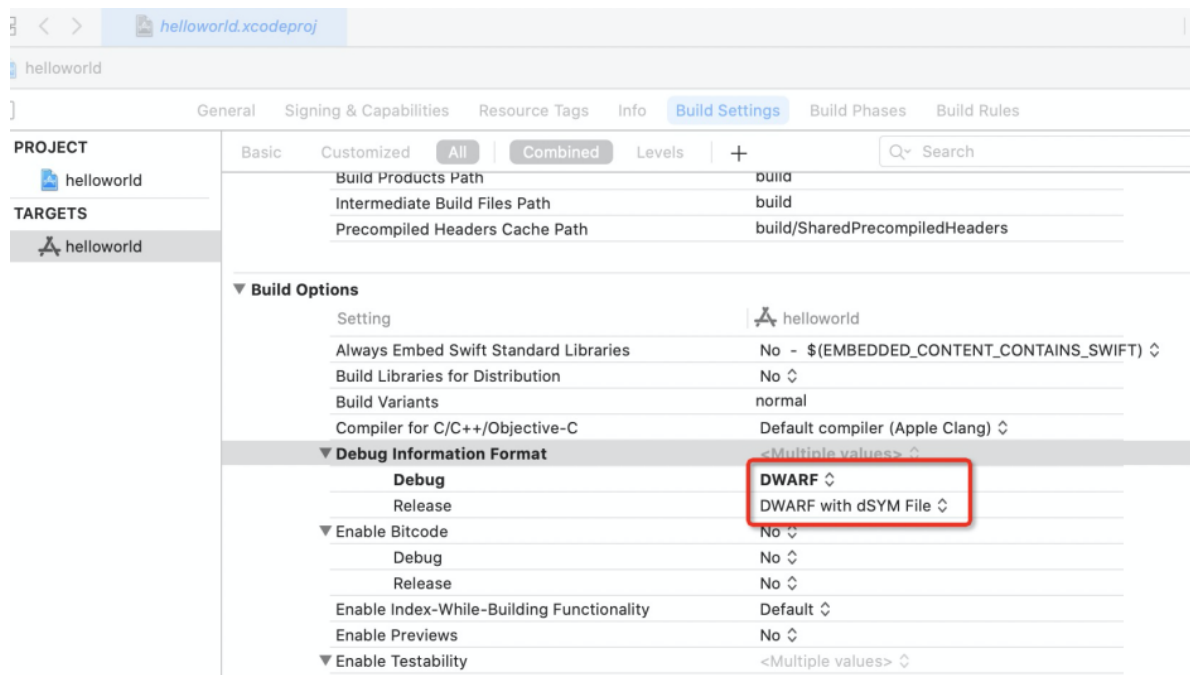 helloworld.xcodeproj
helloworld
General Signing & Capabilities Resource Tags Info Build Settings Build Phases Build Rules
PROJECT
Basic Customized All Combined Levels + Search
helloworld
Build Products Path build
Intermediate Build Files Path build
TARGETS
Precompiled Headers Cache Path build/SharedPrecompiledHeaders
helloworld
Build Options
Setting helloworld
Always Embed Swift Standard Libraries No - $(EMBEDDED_CONTENT_CONTAINS_SWIFT)
Build Libraries for Distribution No
Build Variants normal
Compiler for C/C++/Objective-C Default compiler (Apple Clang)
Debug Information Format <Multiple values>
Debug DWARF
Release DWARF with dSYM File
Enable Bitcode No
Debug No
Release No
Enable Index-While-Building Functionality Default
Enable Previews No
Enable Testability <Multiple values>